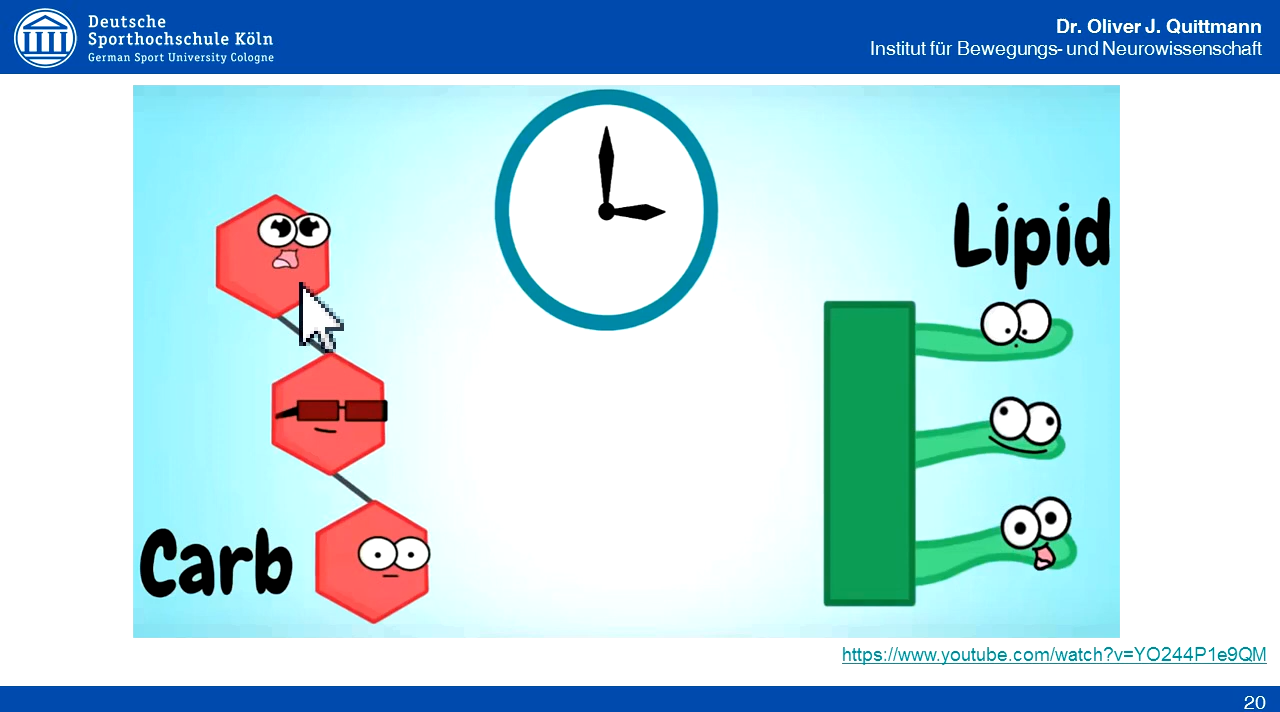 Deutsche
Sporthochschule Köln
German Sport University Cologne
Dr. Oliver J. Quittmann
Institut für Bewegungs- und Neurowissenschaft
Lipid
Carb
https://www.youtube.com/watch?v=YO244P1e9QM
20